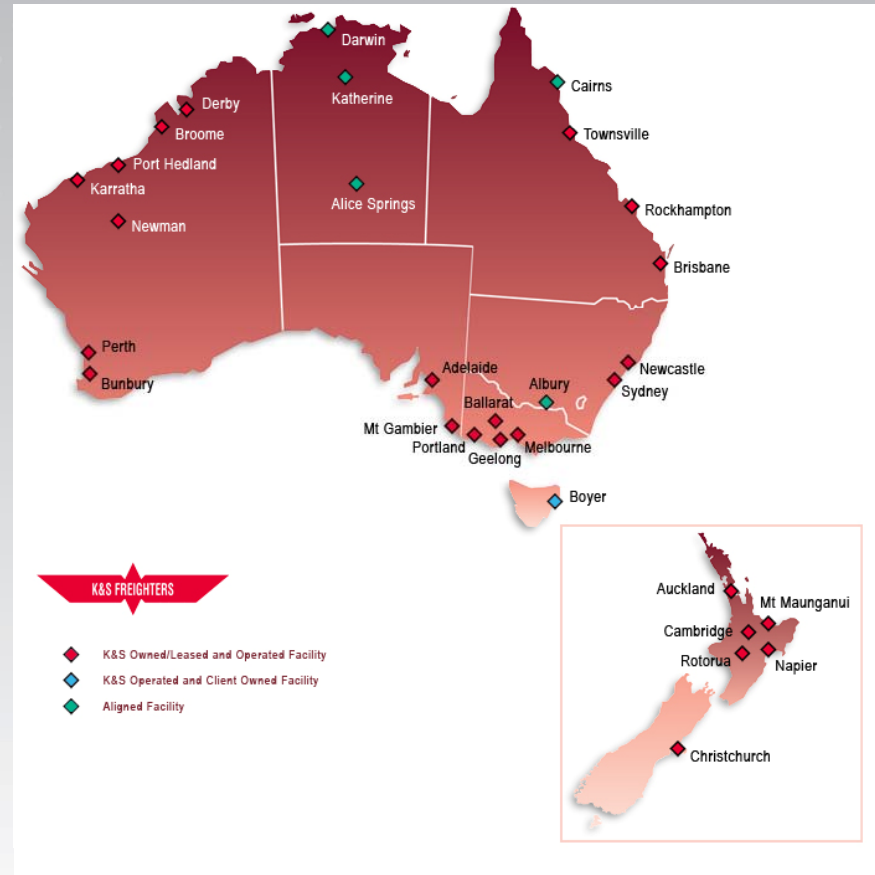 Darwin
Katherine
Cairns
Derby
Broome
Townsville
Port Hedland
Karratha
Alice Springs
Rockhampton
Newman
Brisbane
Perth
Bunbury
Adelaide
Newcastle
Albury
Sydney
Ballarat
Mt Gambier
Portland
Melbourne
Geelong
Boyer
K&S FREIGHTERS
K&S Owned/Leased and Operated Facility
K&S Operated and Client Owned Facility
Aligned Facility
Auckland
Mt Maunganui
Cambridge
Rotorua
Napier
Christchurch